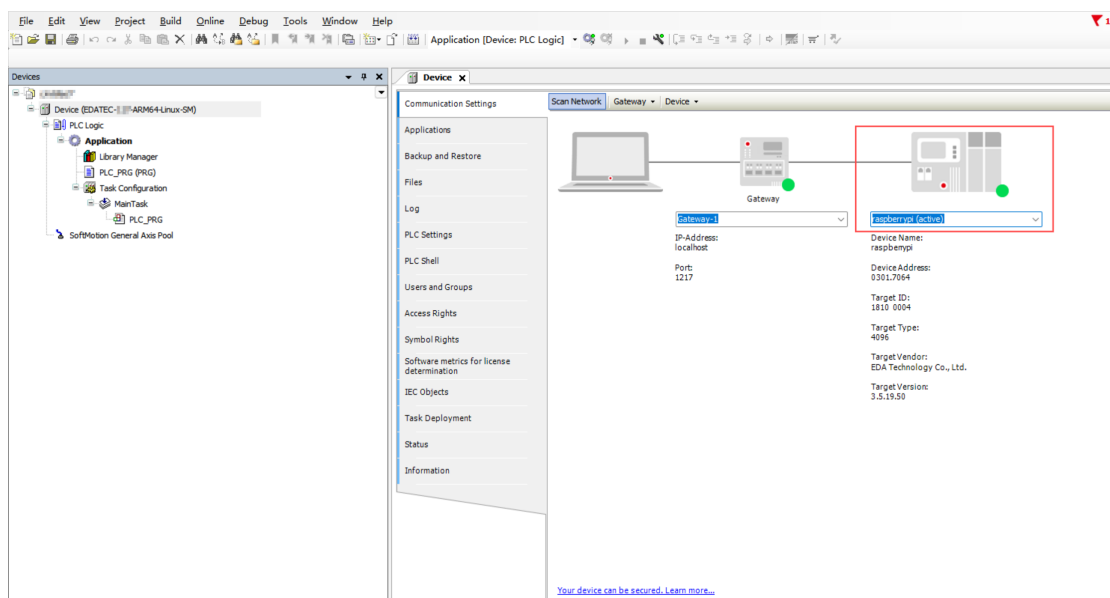 File Edit View Project Build Online Debug Tools Window Help
1
Application [Device: PLC Logic]
Devices
Device
Device (EDATEC- -ARM64-Linux-SM)
PLC Logic
Application
Library Manager
PLC_PRG (PRG)
Task Configuration
MainTask
PLC_PRG
SoftMotion General Axis Pool
Communication Settings
Applications
Backup and Restore
Files
Log
PLC Settings
PLC Shell
Users and Groups
Access Rights
Symbol Rights
Software metrics for license
determination
IEC Objects
Task Deployment
Status
Information
Scan Network Gateway Device
Gateway
Gateway-1
IP-Address:
localhost
Port:
1217
raspberrypi (active)
Device Name:
raspberrypi
Device Address:
0301.7064
Target ID:
1810 0004
Target Type:
4096
Target Vendor:
EDA Technology Co., Ltd.
Target Version:
3.5.19.50
Your device can be secured. Learn more...